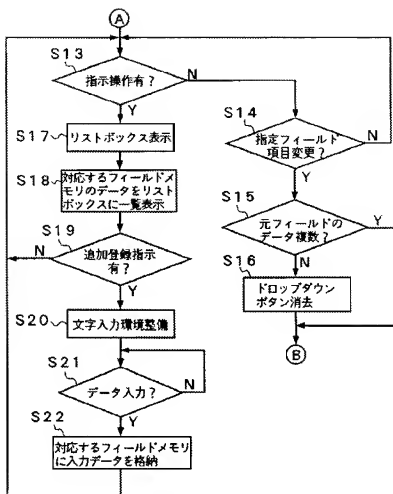 A
S13
指示操作有？
N
Y
S14
S17
リストボックス表示
指定フィールド
項目変更？
N
S18
対応するフィールドメ
モリのデータをリスト
ボックスに一覧表示
Y
S15
S19
元フィールドの
データ複数？
Y
N
追加登録指示
有？
S16
N
Y
ドロップダウン
ボタン消去
S20
文字入力環境整備
B
S21
データ入力？
N
Y
S22
対応するフィールドメモリ
に入力データを格納